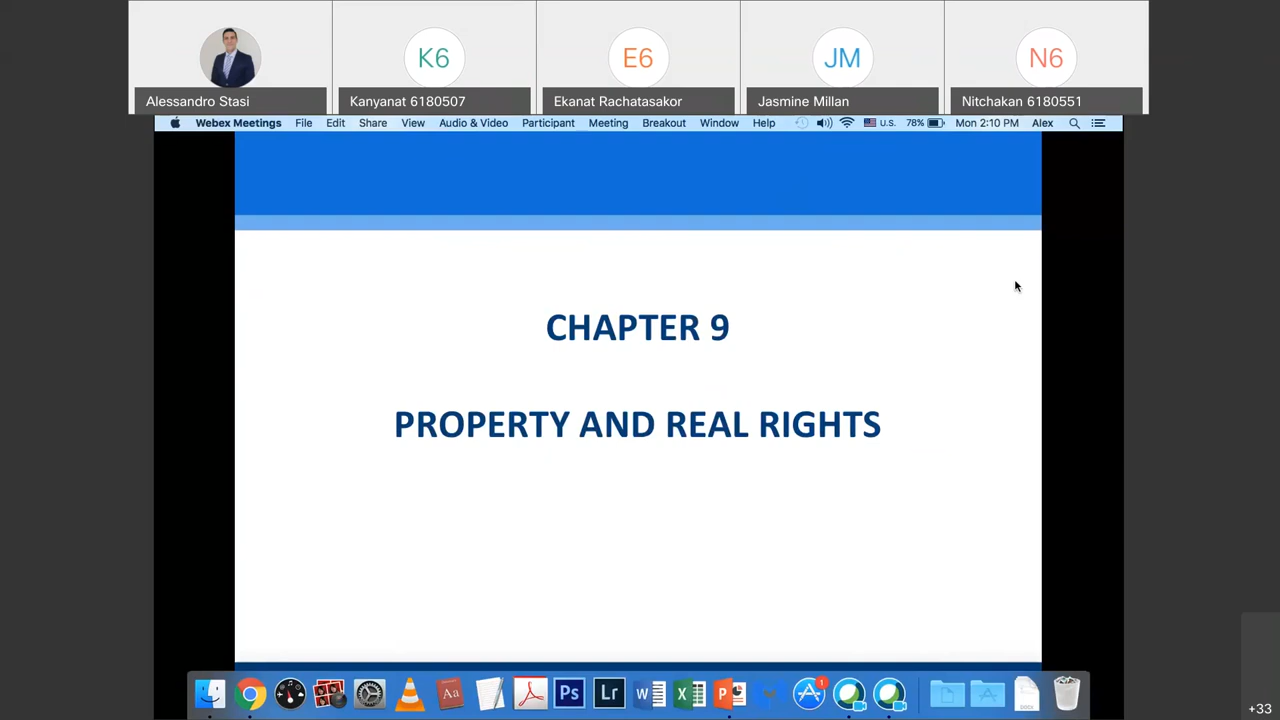 K6
E6
JM
N6
Alessandro Stasi
Kanyanat 6180507
Ekanat Rachatasakor
Jasmine Millan
Nitchakan 6180551
Webex Meetings File Edit Share View Audio & Video Participant Meeting Breakout Window Help U.S. 78% Mon 2:10 PM Alex
CHAPTER 9
PROPERTY AND REAL RIGHTS
Aa
Ps
Lr
W
X
P
1
DOCX
+33